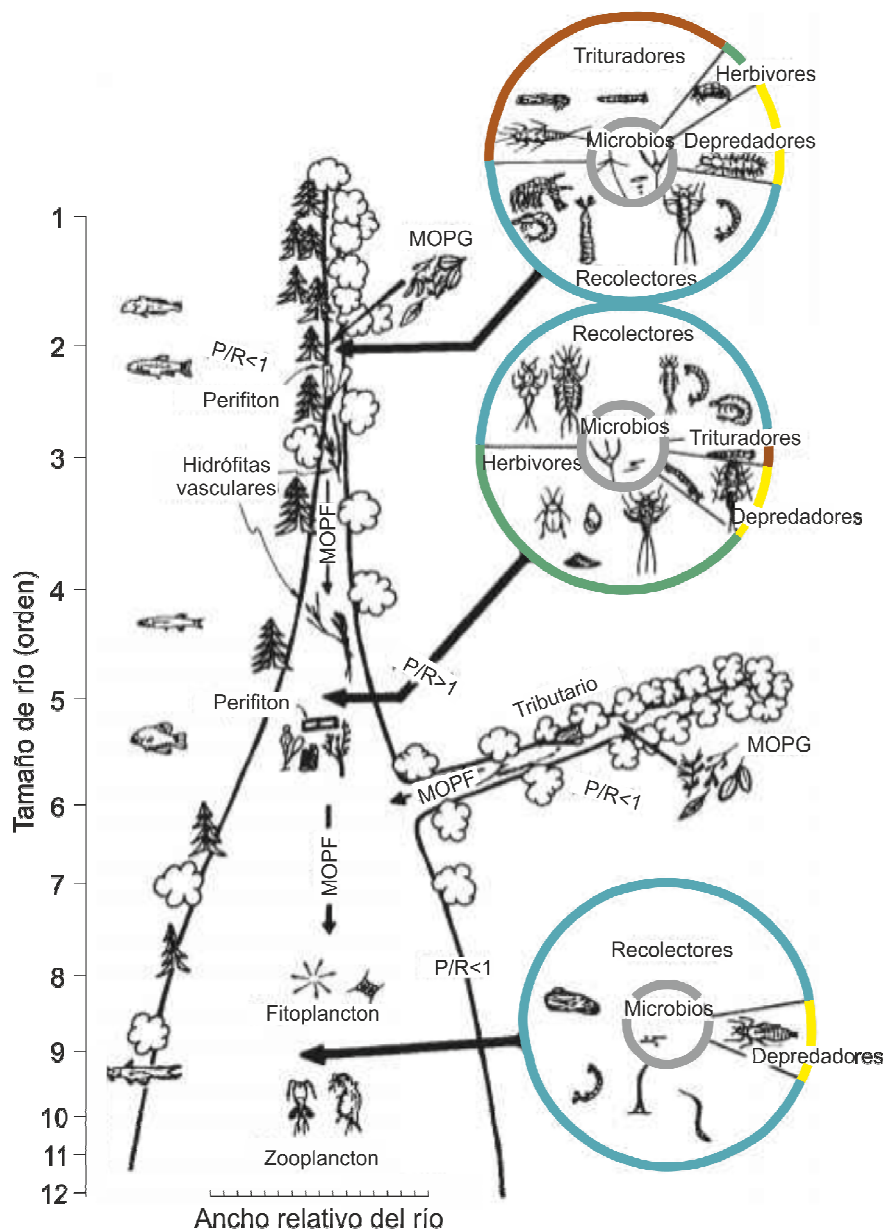 Trituradores
Herbivores
Microbios
Depredadores
Recolectores
1
MOPG
2
P/R<1
Perifiton
Recolectores
Microbios
Trituradores
Herbivores
Depredadores
3
Hidrófitas
vasculares
MOPF
4
Tamaño de río (orden)
P/R>1
5
Perifiton
Tributario
MOPG
MOPF
P/R<1
6
MOPF
7
P/R<1
Recolectores
8
Microbios
Fitoplancton
Depredadores
9
10
Zooplancton
11
12
Ancho relativo del río